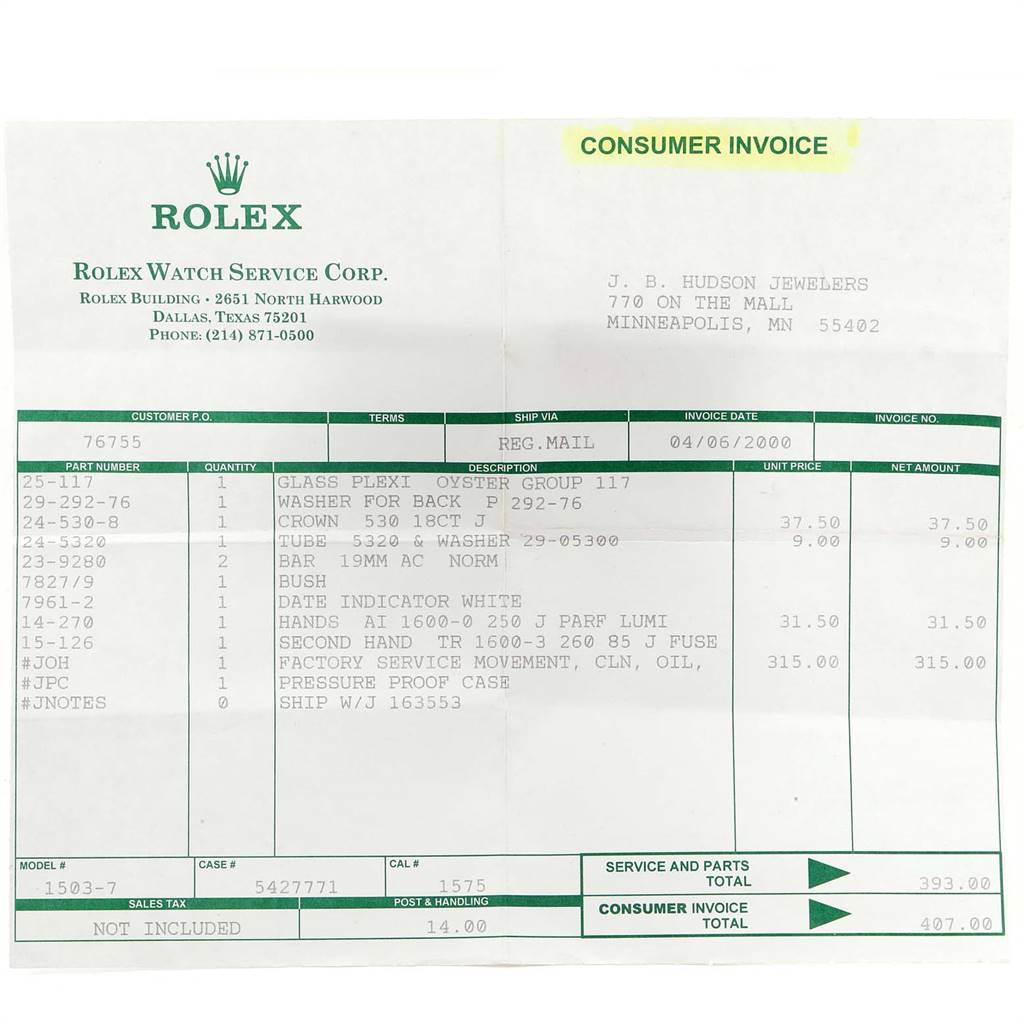 CONSUMER INVOICE
ROLEX
ROLEX WATCH SERVICE CORP.
ROLEX BUILDING • 2651 NORTH HARWOOD
DALLAS, TEXAS 75201
PHONE: (214) 871-0500
J. B. HUDSON JEWELERS
770 ON THE MALL
MINNEAPOLIS, MN 55402
CUSTOMER P.O. TERMS SHIP VIA INVOICE DATE INVOICE NO.
76755 REG.MAIL 04/06/2000
PART NUMBER QUANTITY DESCRIPTION UNIT PRICE NET AMOUNT
25-117 1 GLASS PLEXI OYSTER GROUP 117
29-292-76 1 WASHER FOR BACK P 292-76
24-530-8 1 CROWN 530 18CT J 37.50 37.50
24-5320 1 TUBE 5320 & WASHER 29-05300 9.00 9.00
23-9280 2 BAR 19MM AC NORM
7827/9 1 BUSH
7961-2 1 DATE INDICATOR WHITE
14-270 1 HANDS AI 1600-0 250 J PARF LUMI 31.50 31.50
15-126 1 SECOND HAND TR 1600-3 260 85 J FUSE
#JOH 1 FACTORY SERVICE MOVEMENT, CLN, OIL, 315.00 315.00
#JPC 1 PRESSURE PROOF CASE
#JNOTES 0 SHIP W/J 163553
MODEL # CASE # CAL #
1503-7 5427771 1575
SERVICE AND PARTS
TOTAL 393.00
SALES TAX POST & HANDLING
NOT INCLUDED 14.00
CONSUMER INVOICE
TOTAL 407.00